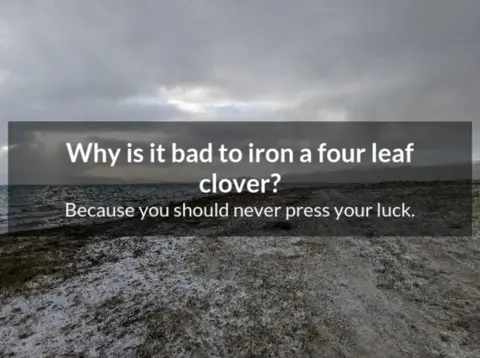 Why is it bad to iron a four leaf
clover?
Because you should never press your luck.